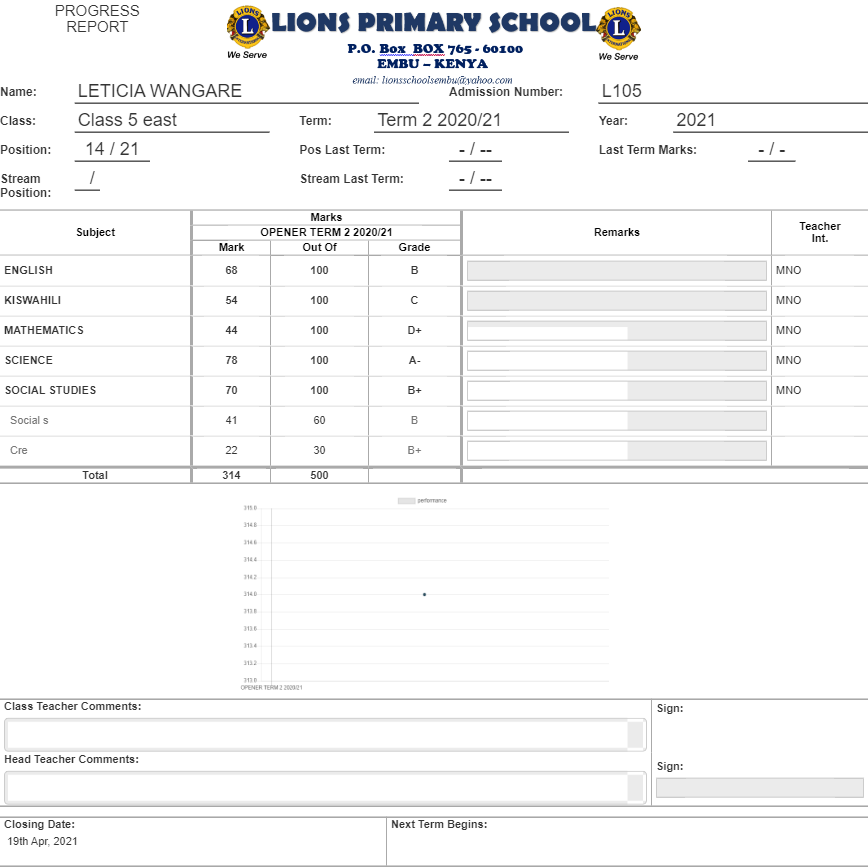 PROGRESS
REPORT
LIONS PRIMARY SCHOOL
LIONS
L
We Serve
LIONS
L
We Serve
P.O. Box BOX 765 - 60100
EMBU – KENYA
email: lionsschoolsembu@yahoo.com
Name: LETICIA WANGARE Admission Number: L105
Class: Class 5 east Term: Term 2 2020/21 Year: 2021
Position: 14 / 21 Pos Last Term: - / -- Last Term Marks: - / -
Stream Position: / Stream Last Term: - / --
Subject Marks Remarks Teacher Int.
OPENER TERM 2 2020/21
Mark Out Of Grade
ENGLISH 68 100 B MNO
KISWAHILI 54 100 C MNO
MATHEMATICS 44 100 D+ MNO
SCIENCE 78 100 A- MNO
SOCIAL STUDIES 70 100 B+ MNO
Social s 41 60 B
Cre 22 30 B+
Total 314 500
performance
315.0
314.8
314.6
314.4
314.2
314.0
313.8
313.6
313.4
313.2
313.0
OPENER TERM 2 2020/21
Class Teacher Comments: Sign:
Head Teacher Comments: Sign:
Closing Date: Next Term Begins:
19th Apr, 2021